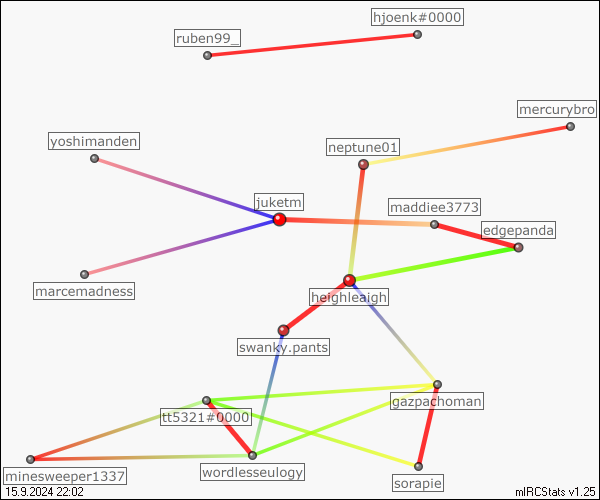 hjoenk#0000
ruben99_
mercurybro
yoshimanden
neptune01
juketm
maddiee3773
edgepanda
marcemadness
heighleaigh
swanky.pants
gazpachoman
tt5321#0000
wordlesseulogy
minesweeper1337
sorapie
15.9.2024 22:02
mIRCStats v1.25